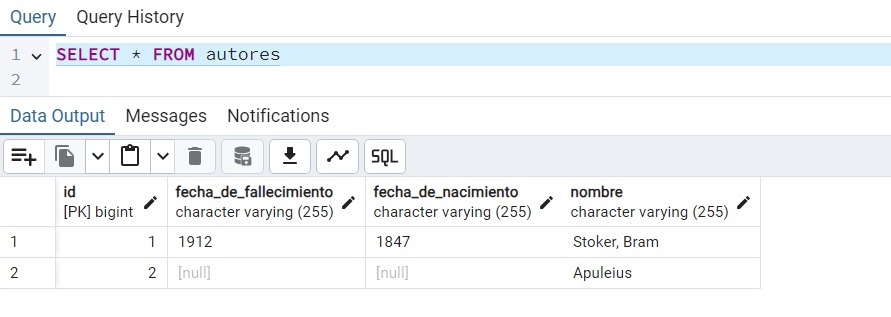 Query Query History
1 SELECT * FROM autores
2
Data Output Messages Notifications
SQL
id fecha_de_fallecimiento fecha_de_nacimiento nombre
[PK] bigint character varying (255) character varying (255) character varying (255)
1 1 1912 1847 Stoker, Bram
2 2 [null] [null] Apuleius